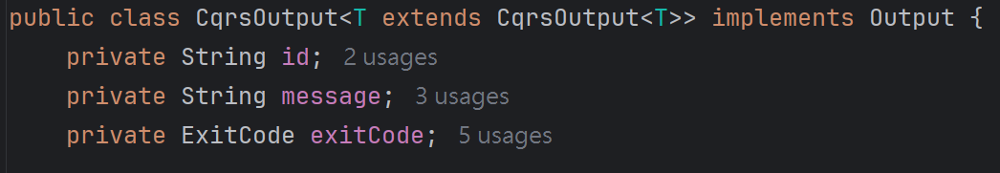 public class CqrsOutput<T extends CqrsOutput<T>> implements Output {
private String id; 2 usages
private String message; 3 usages
private ExitCode exitCode; 5 usages